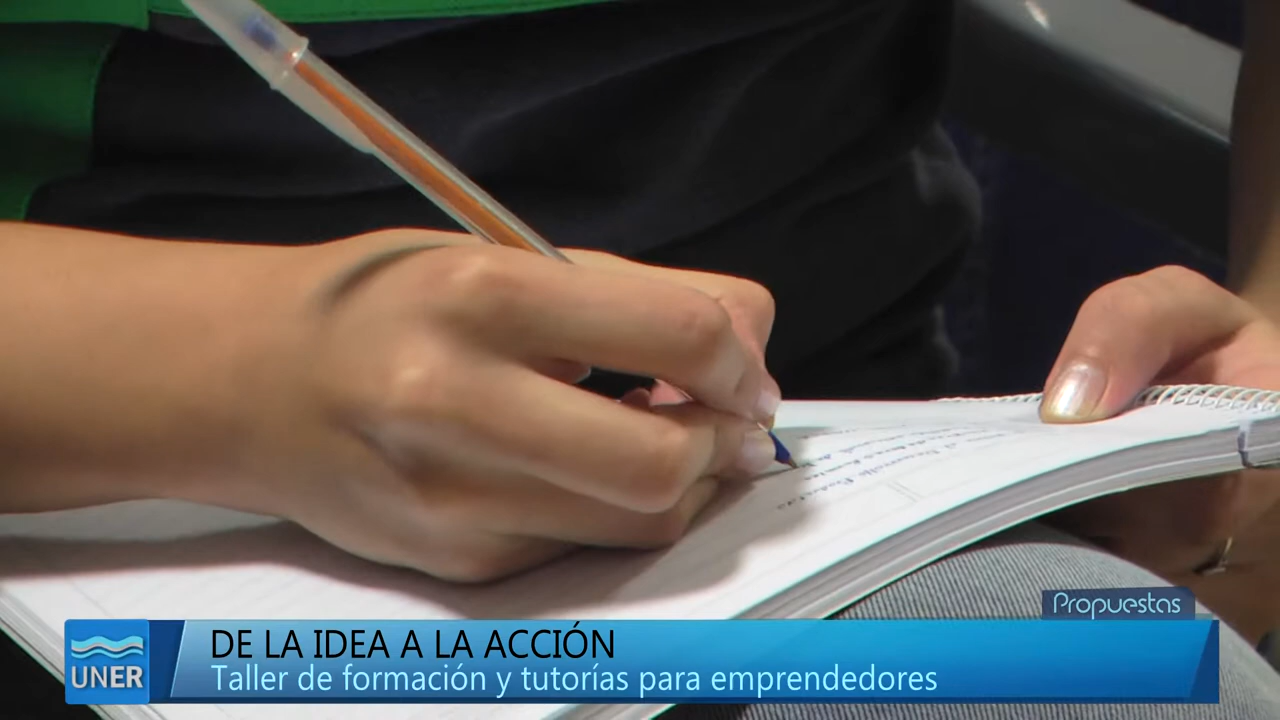 Propuestas
UNER
DE LA IDEA A LA ACCIÓN
Taller de formación y tutorías para emprendedores